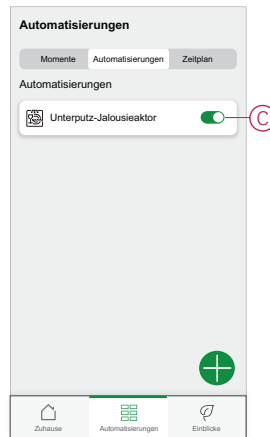 Automatisierungen
Momente Automatisierungen Zeitplan
Automatisierungen
Unterputz-Jalousieaktor
C
Zuhause Automatisierungen Einblicke